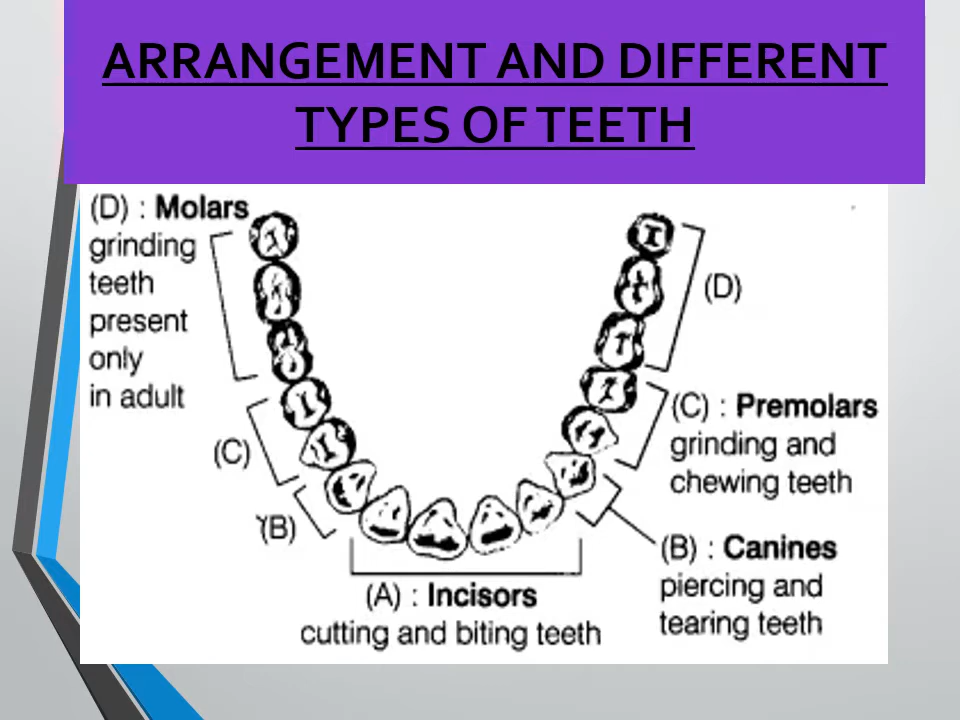 ARRANGEMENT AND DIFFERENT
TYPES OF TEETH
(D) : Molars
grinding
teeth
present
only
in adult
(D)
(C)
(C) : Premolars
grinding and
chewing teeth
(B)
(B) : Canines
piercing and
tearing teeth
(A) : Incisors
cutting and biting teeth